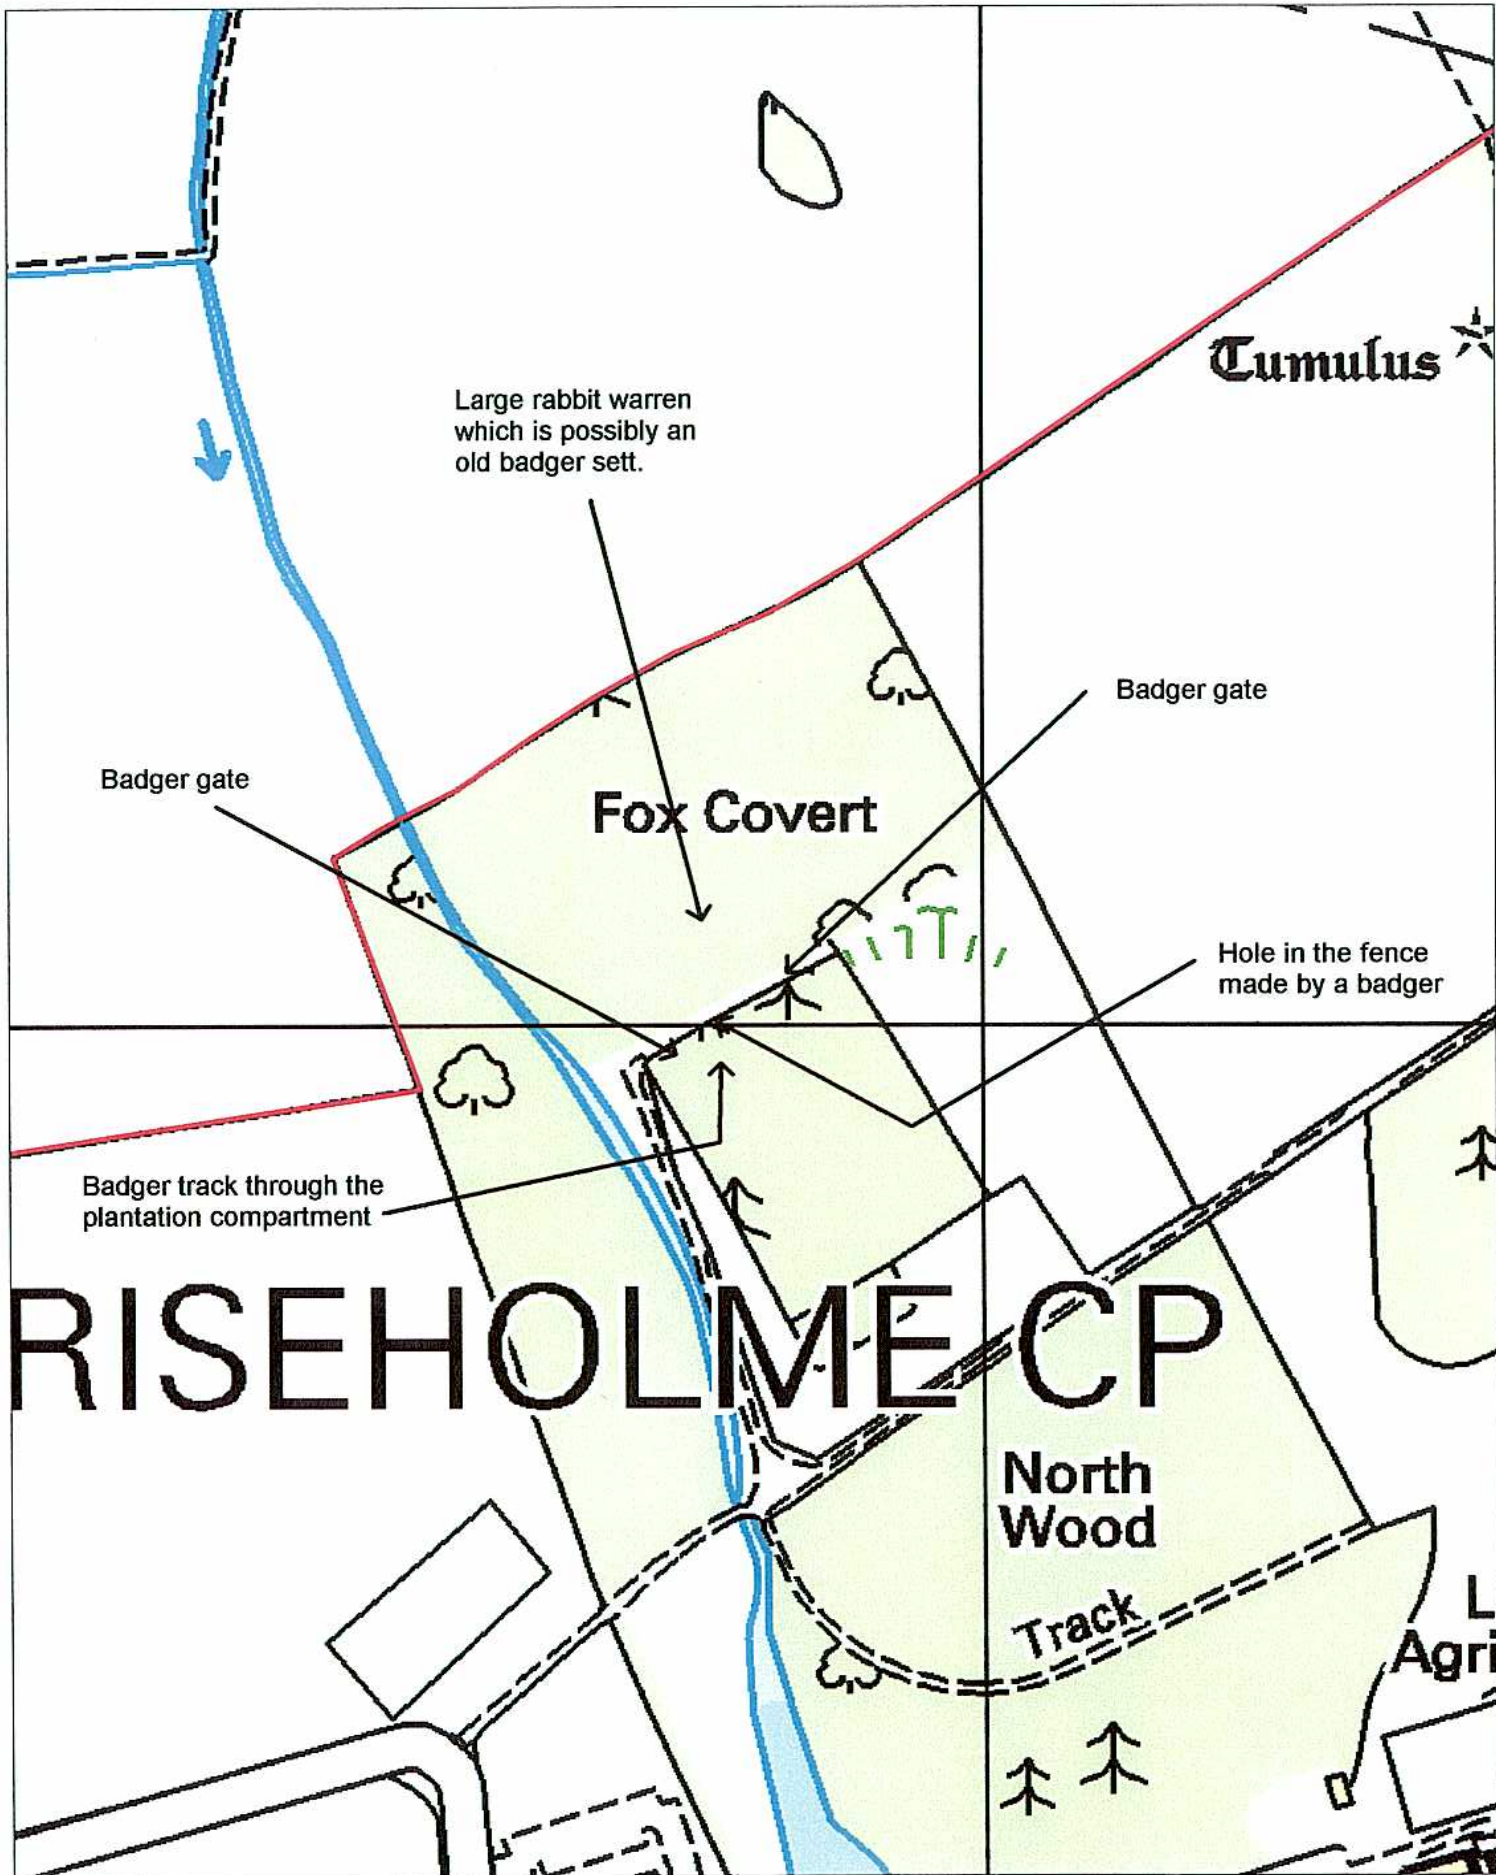 Tumulus
Large rabbit warren
which is possibly an
old badger sett.
Badger gate
Badger gate
Fox Covert
Hole in the fence
made by a badger
Badger track through the
plantation compartment
RISEHOLME CP
North
Wood
Track
L
Agri